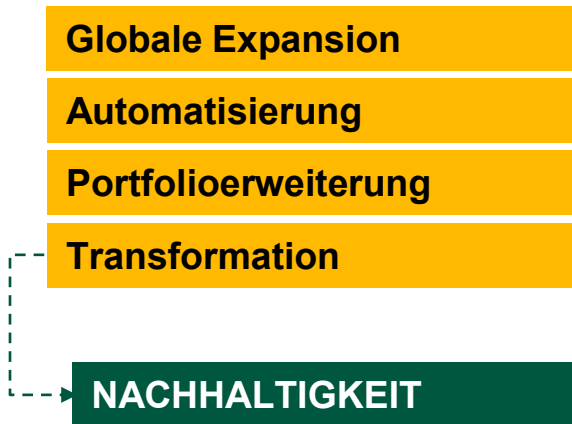 Globale Expansion
Automatisierung
Portfolioerweiterung
Transformation
NACHHALTIGKEIT